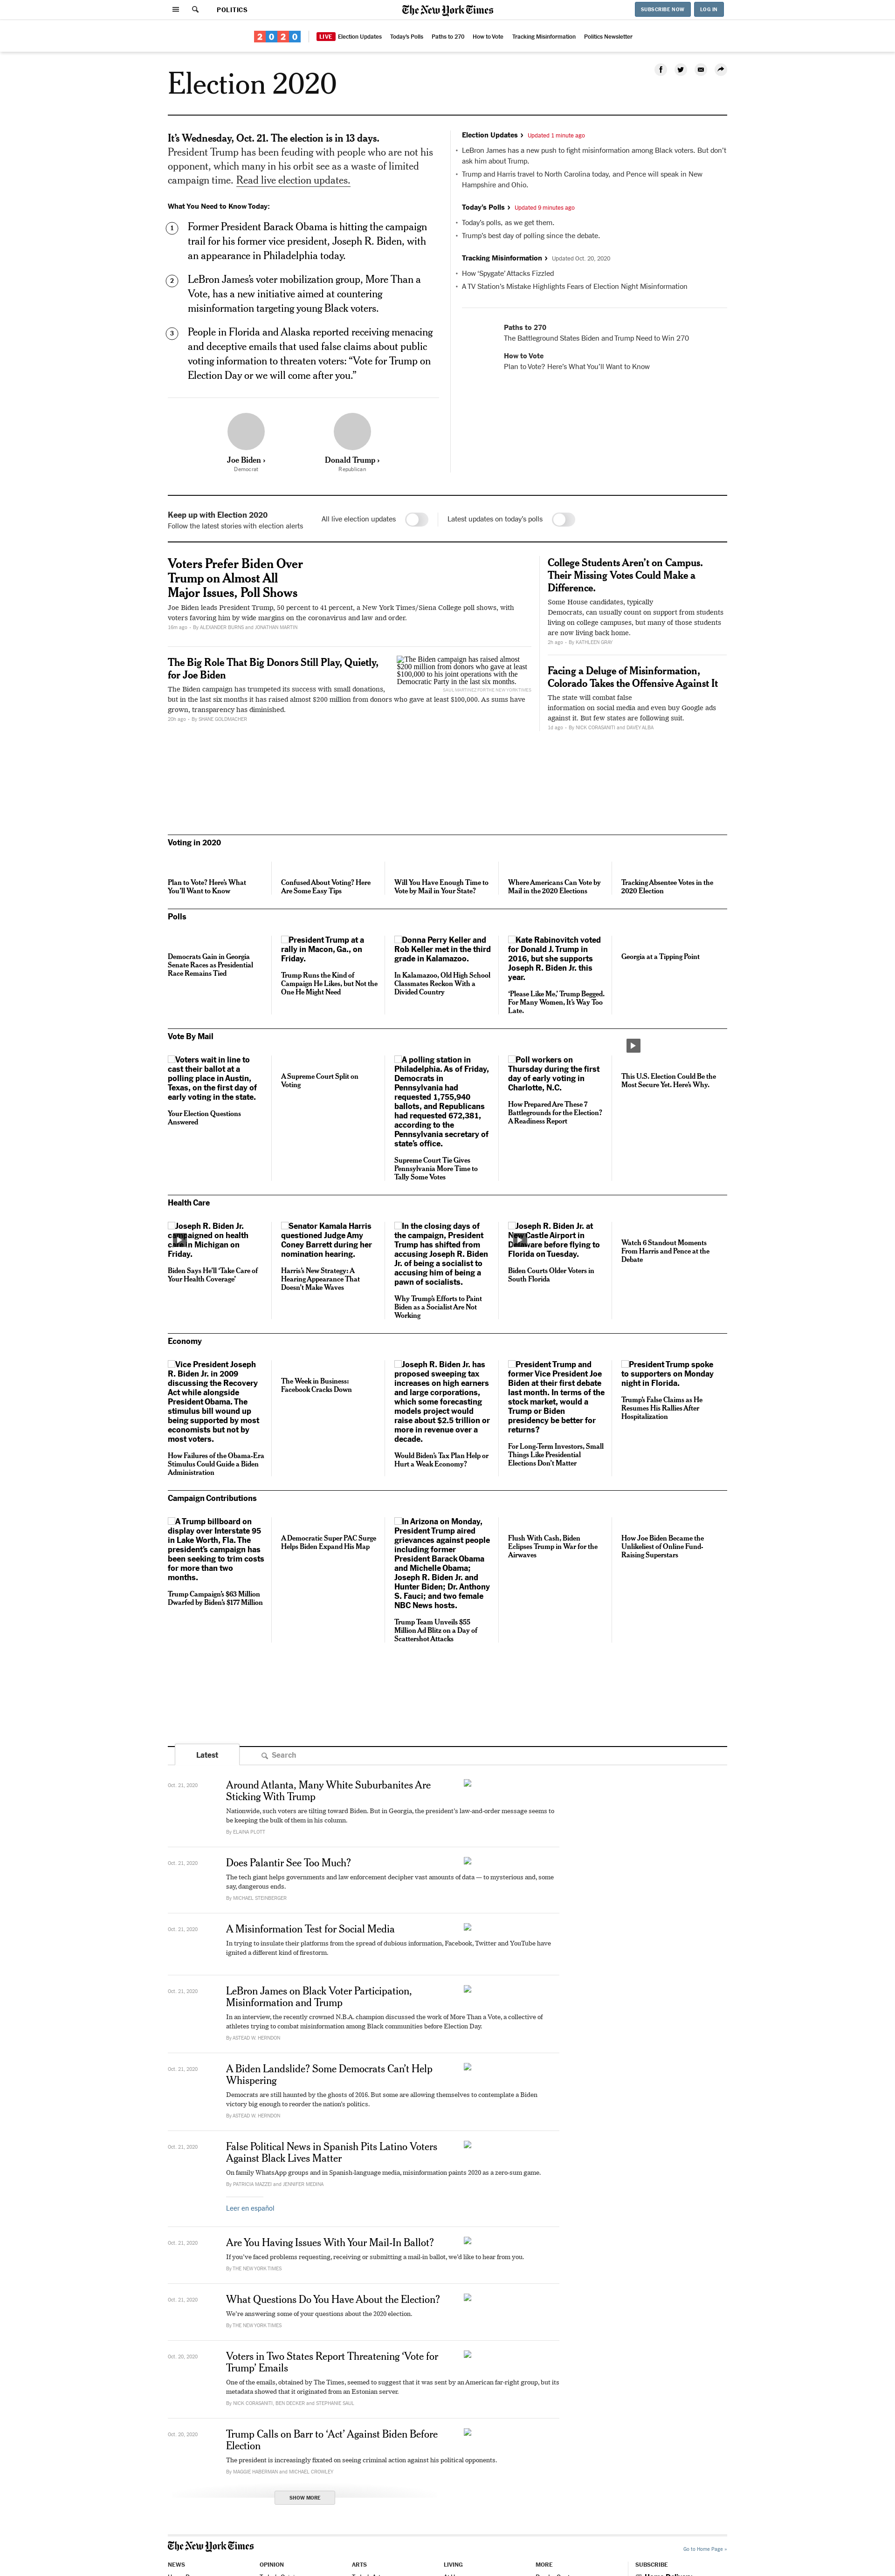 POLITICS
The New York Times
SUBSCRIBE NOW
LOG IN
2020
LIVE Election Updates
Today's Polls
Paths to 270
How to Vote
Tracking Misinformation
Politics Newsletter
Election 2020
It's Wednesday, Oct. 21. The election is in 13 days.
President Trump has been feuding with people who are not his
opponent, which many in his orbit see as a waste of limited
campaign time. Read live election updates.
What You Need to Know Today:
1
Former President Barack Obama is hitting the campaign
trail for his former vice president, Joseph R. Biden, with
an appearance in Philadelphia today.
2
LeBron James's voter mobilization group, More Than a
Vote, has a new initiative aimed at countering
misinformation targeting young Black voters.
3
People in Florida and Alaska reported receiving menacing
and deceptive emails that used false claims about public
voting information to threaten voters: "Vote for Trump on
Election Day or we will come after you."
Joe Biden ›
Democrat
Donald Trump ›
Republican
Election Updates › Updated 1 minute ago
• LeBron James has a new push to fight misinformation among Black voters. But don't
ask him about Trump.
• Trump and Harris travel to North Carolina today, and Pence will speak in New
Hampshire and Ohio.
Today's Polls › Updated 9 minutes ago
• Today's polls, as we get them.
• Trump's best day of polling since the debate.
Tracking Misinformation › Updated Oct. 20, 2020
• How 'Spygate' Attacks Fizzled
• A TV Station's Mistake Highlights Fears of Election Night Misinformation
Paths to 270
The Battleground States Biden and Trump Need to Win 270
How to Vote
Plan to Vote? Here's What You'll Want to Know
Keep up with Election 2020
Follow the latest stories with election alerts
All live election updates
Latest updates on today's polls
Voters Prefer Biden Over
Trump on Almost All
Major Issues, Poll Shows
Joe Biden leads President Trump, 50 percent to 41 percent, a New York Times/Siena College poll shows, with
voters favoring him by wide margins on the coronavirus and law and order.
16m ago – By ALEXANDER BURNS and JONATHAN MARTIN
The Big Role That Big Donors Still Play, Quietly,
for Joe Biden
The Biden campaign has trumpeted its success with small donations,
but in the last six months it has raised almost $200 million from donors who gave at least $100,000. As sums have
grown, transparency has diminished.
20h ago – By SHANE GOLDMACHER
The Biden campaign has raised almost
$200 million from donors who gave at least
$100,000 to his joint operations with the
Democratic Party in the last six months.
College Students Aren't on Campus.
Their Missing Votes Could Make a
Difference.
Some House candidates, typically
Democrats, can usually count on support from students
living on college campuses, but many of those students
are now living back home.
2h ago – By KATHLEEN GRAY
Facing a Deluge of Misinformation,
Colorado Takes the Offensive Against It
The state will combat false
information on social media and even buy Google ads
against it. But few states are following suit.
1d ago – By NICK CORASANITI and DAVEY ALBA
Voting in 2020
Plan to Vote? Here's What
You'll Want to Know
Confused About Voting? Here
Are Some Easy Tips
Will You Have Enough Time to
Vote by Mail in Your State?
Where Americans Can Vote by
Mail in the 2020 Elections
Tracking Absentee Votes in the
2020 Election
Polls
Democrats Gain in Georgia
Senate Races as Presidential
Race Remains Tied
President Trump at a
rally in Macon, Ga., on
Friday.
Trump Runs the Kind of
Campaign He Likes, but Not the
One He Might Need
Donna Perry Keller and
Rob Keller met in the third
grade in Kalamazoo.
In Kalamazoo, Old High School
Classmates Reckon With a
Divided Country
Kate Rabinovitch voted
for Donald J. Trump in
2016, but she supports
Joseph R. Biden Jr. this
year.
'Please Like Me,' Trump Begged.
For Many Women, It's Way Too
Late.
Georgia at a Tipping Point
Vote By Mail
Voters wait in line to
cast their ballot at a
polling place in Austin,
Texas, on the first day of
early voting in the state.
Your Election Questions
Answered
A Supreme Court Split on
Voting
A polling station in
Philadelphia. As of Friday,
Democrats in
Pennsylvania had
requested 1,755,940
ballots, and Republicans
had requested 672,381,
according to the
Pennsylvania secretary of
state's office.
Supreme Court Tie Gives
Pennsylvania More Time to
Tally Some Votes
Poll workers on
Thursday during the first
day of early voting in
Charlotte, N.C.
How Prepared Are These 7
Battlegrounds for the Election?
A Readiness Report
This U.S. Election Could Be the
Most Secure Yet. Here's Why.
Health Care
Joseph R. Biden Jr.
campaigned on health
care in Michigan on
Friday.
Biden Says He'll 'Take Care of
Your Health Coverage'
Senator Kamala Harris
questioned Judge Amy
Coney Barrett during her
nomination hearing.
Harris's New Strategy: A
Hearing Appearance That
Doesn't Make Waves
In the closing days of
the campaign, President
Trump has shifted from
accusing Joseph R. Biden
Jr. of being a socialist to
accusing him of being a
pawn of socialists.
Why Trump's Efforts to Paint
Biden as a Socialist Are Not
Working
Joseph R. Biden Jr. at
New Castle Airport in
Delaware before flying to
Florida on Tuesday.
Biden Courts Older Voters in
South Florida
Watch 6 Standout Moments
From Harris and Pence at the
Debate
Economy
Vice President Joseph
R. Biden Jr. in 2009
discussing the Recovery
Act while alongside
President Obama. The
stimulus bill wound up
being supported by most
economists but not by
most voters.
How Failures of the Obama-Era
Stimulus Could Guide a Biden
Administration
The Week in Business:
Facebook Cracks Down
Joseph R. Biden Jr. has
proposed sweeping tax
increases on high earners
and large corporations,
which some forecasting
models project would
raise about $2.5 trillion or
more in revenue over a
decade.
Would Biden's Tax Plan Help or
Hurt a Weak Economy?
President Trump and
former Vice President Joe
Biden at their first debate
last month. In terms of the
stock market, would a
Trump or Biden
presidency be better for
returns?
For Long-Term Investors, Small
Things Like Presidential
Elections Don't Matter
President Trump spoke
to supporters on Monday
night in Florida.
Trump's False Claims as He
Resumes His Rallies After
Hospitalization
Campaign Contributions
A Trump billboard on
display over Interstate 95
in Lake Worth, Fla. The
president's campaign has
been seeking to trim costs
for more than two
months.
Trump Campaign's $63 Million
Dwarfed by Biden's $177 Million
A Democratic Super PAC Surge
Helps Biden Expand His Map
In Arizona on Monday,
President Trump aired
grievances against people
including former
President Barack Obama
and Michelle Obama;
Joseph R. Biden Jr. and
Hunter Biden; Dr. Anthony
S. Fauci; and two female
NBC News hosts.
Trump Team Unveils $55
Million Ad Blitz on a Day of
Scattershot Attacks
Flush With Cash, Biden
Eclipses Trump in War for the
Airwaves
How Joe Biden Became the
Unlikeliest of Online Fund-
Raising Superstars
Latest
Search
Oct. 21, 2020
Around Atlanta, Many White Suburbanites Are
Sticking With Trump
Nationwide, such voters are tilting toward Biden. But in Georgia, the president's law-and-order message seems to
be keeping the bulk of them in his column.
By ELAINA PLOTT
Oct. 21, 2020
Does Palantir See Too Much?
The tech giant helps governments and law enforcement decipher vast amounts of data — to mysterious and, some
say, dangerous ends.
By MICHAEL STEINBERGER
Oct. 21, 2020
A Misinformation Test for Social Media
In trying to insulate their platforms from the spread of dubious information, Facebook, Twitter and YouTube have
ignited a different kind of firestorm.
Oct. 21, 2020
LeBron James on Black Voter Participation,
Misinformation and Trump
In an interview, the recently crowned N.B.A. champion discussed the work of More Than a Vote, a collective of
athletes trying to combat misinformation among Black communities before Election Day.
By ASTEAD W. HERNDON
Oct. 21, 2020
A Biden Landslide? Some Democrats Can't Help
Whispering
Democrats are still haunted by the ghosts of 2016. But some are allowing themselves to contemplate a Biden
victory big enough to reorder the nation's politics.
By ASTEAD W. HERNDON
Oct. 21, 2020
False Political News in Spanish Pits Latino Voters
Against Black Lives Matter
On family WhatsApp groups and in Spanish-language media, misinformation paints 2020 as a zero-sum game.
By PATRICIA MAZZEI and JENNIFER MEDINA
Leer en español
Oct. 21, 2020
Are You Having Issues With Your Mail-In Ballot?
If you've faced problems requesting, receiving or submitting a mail-in ballot, we'd like to hear from you.
By THE NEW YORK TIMES
Oct. 21, 2020
What Questions Do You Have About the Election?
We're answering some of your questions about the 2020 election.
By THE NEW YORK TIMES
Oct. 20, 2020
Voters in Two States Report Threatening 'Vote for
Trump' Emails
One of the emails, obtained by The Times, seemed to suggest that it was sent by an American far-right group, but its
metadata showed that it originated from an Estonian server.
By NICK CORASANITI, BEN DECKER and STEPHANIE SAUL
Oct. 20, 2020
Trump Calls on Barr to 'Act' Against Biden Before
Election
The president is increasingly fixated on seeing criminal action against his political opponents.
By MAGGIE HABERMAN and MICHAEL CROWLEY
SHOW MORE
The New York Times
Go to Home Page »
NEWS
OPINION
ARTS
LIVING
MORE
SUBSCRIBE